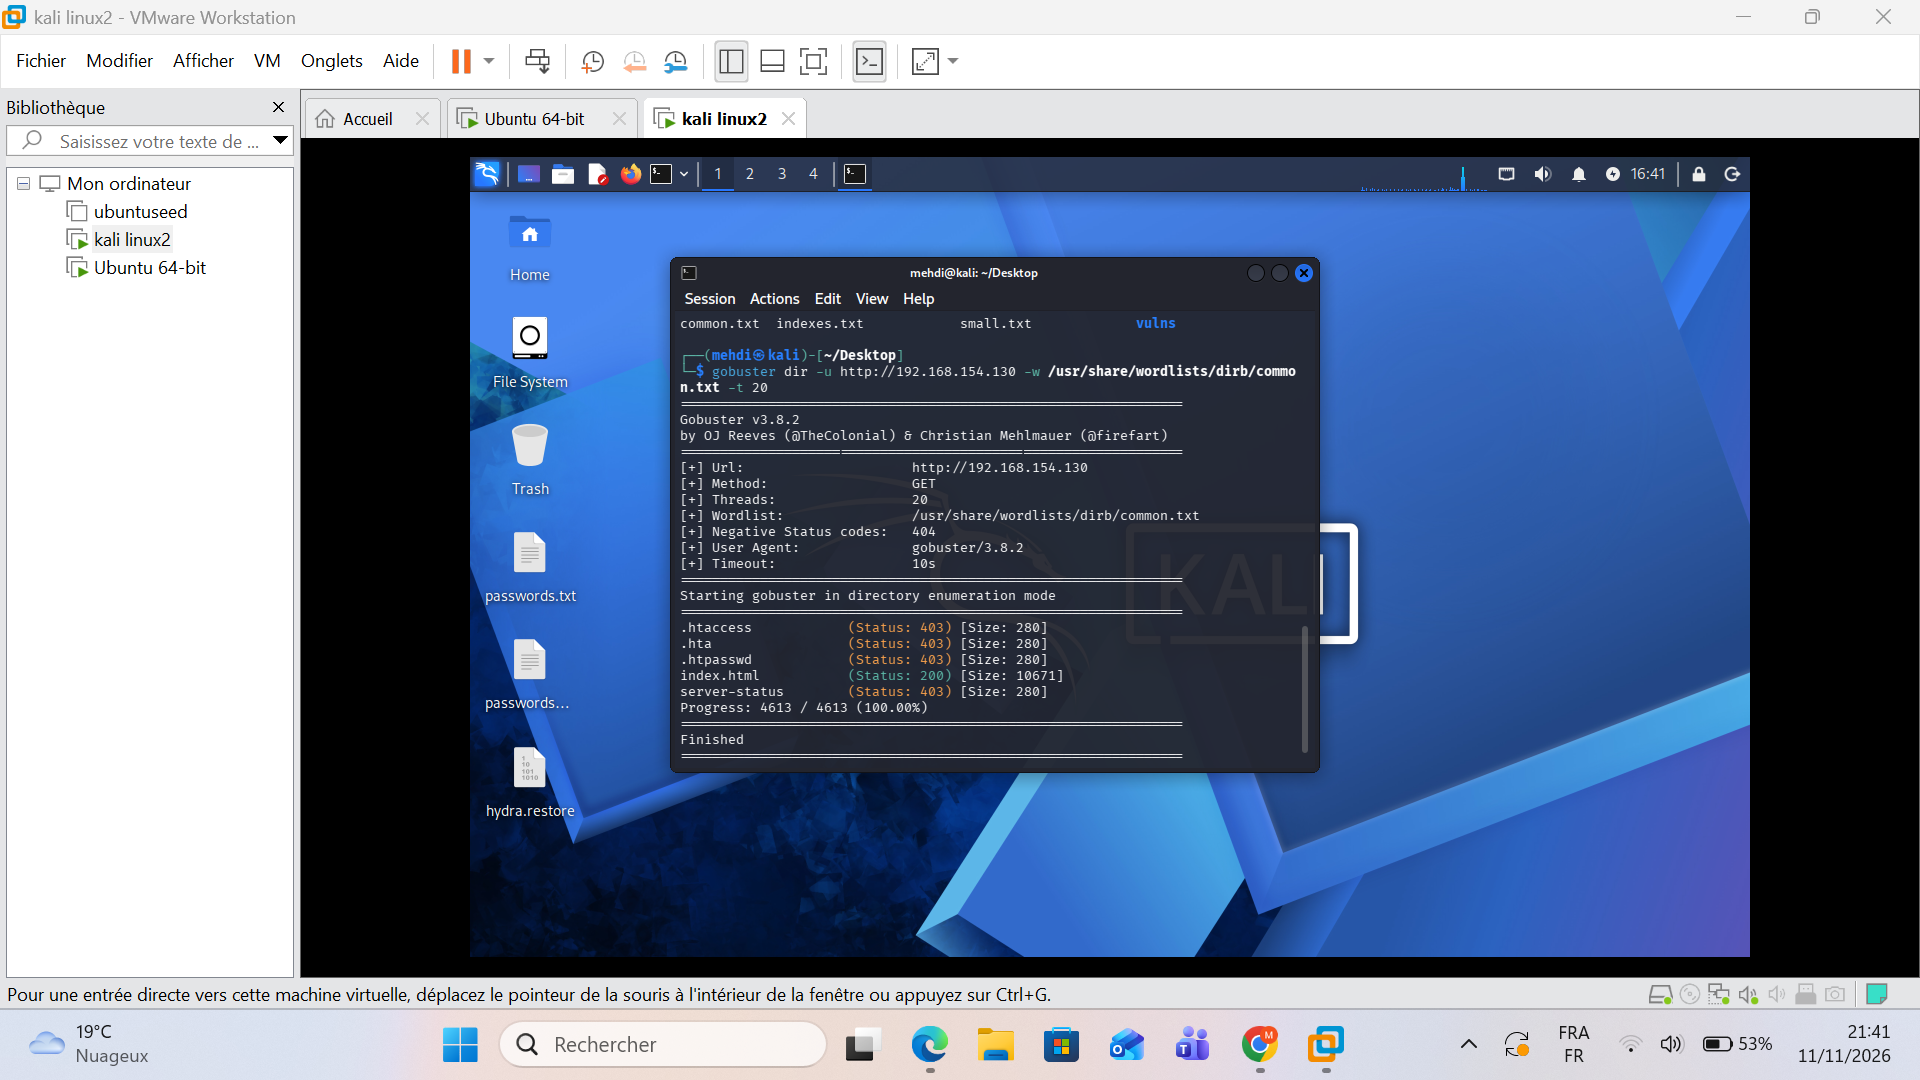 kali linux2 - VMware Workstation
Fichier Modifier Afficher VM Onglets Aide
Bibliothèque
Saisissez votre texte de ...
Mon ordinateur
ubuntuseed
kali linux2
Ubuntu 64-bit
Accueil
Ubuntu 64-bit
kali linux2
1 2 3 4
16:41
Home
File System
Trash
passwords.txt
passwords...
hydra.restore
mehdi@kali: ~/Desktop
Session Actions Edit View Help
common.txt indexes.txt small.txt vulns
(mehdi㉿kali)-[~/Desktop]
$ gobuster dir -u http://192.168.154.130 -w /usr/share/wordlists/dirb/commo
n.txt -t 20
Gobuster v3.8.2
by OJ Reeves (@TheColonial) & Christian Mehlmauer (@firefart)
[+] Url: http://192.168.154.130
[+] Method: GET
[+] Threads: 20
[+] Wordlist: /usr/share/wordlists/dirb/common.txt
[+] Negative Status codes: 404
[+] User Agent: gobuster/3.8.2
[+] Timeout: 10s
Starting gobuster in directory enumeration mode
.htaccess (Status: 403) [Size: 280]
.hta (Status: 403) [Size: 280]
.htpasswd (Status: 403) [Size: 280]
index.html (Status: 200) [Size: 10671]
server-status (Status: 403) [Size: 280]
Progress: 4613 / 4613 (100.00%)
Finished
KALI
Pour une entrée directe vers cette machine virtuelle, déplacez le pointeur de la souris à l'intérieur de la fenêtre ou appuyez sur Ctrl+G.
19°C
Nuageux
Rechercher
FRA
FR
53%
21:41
11/11/2026